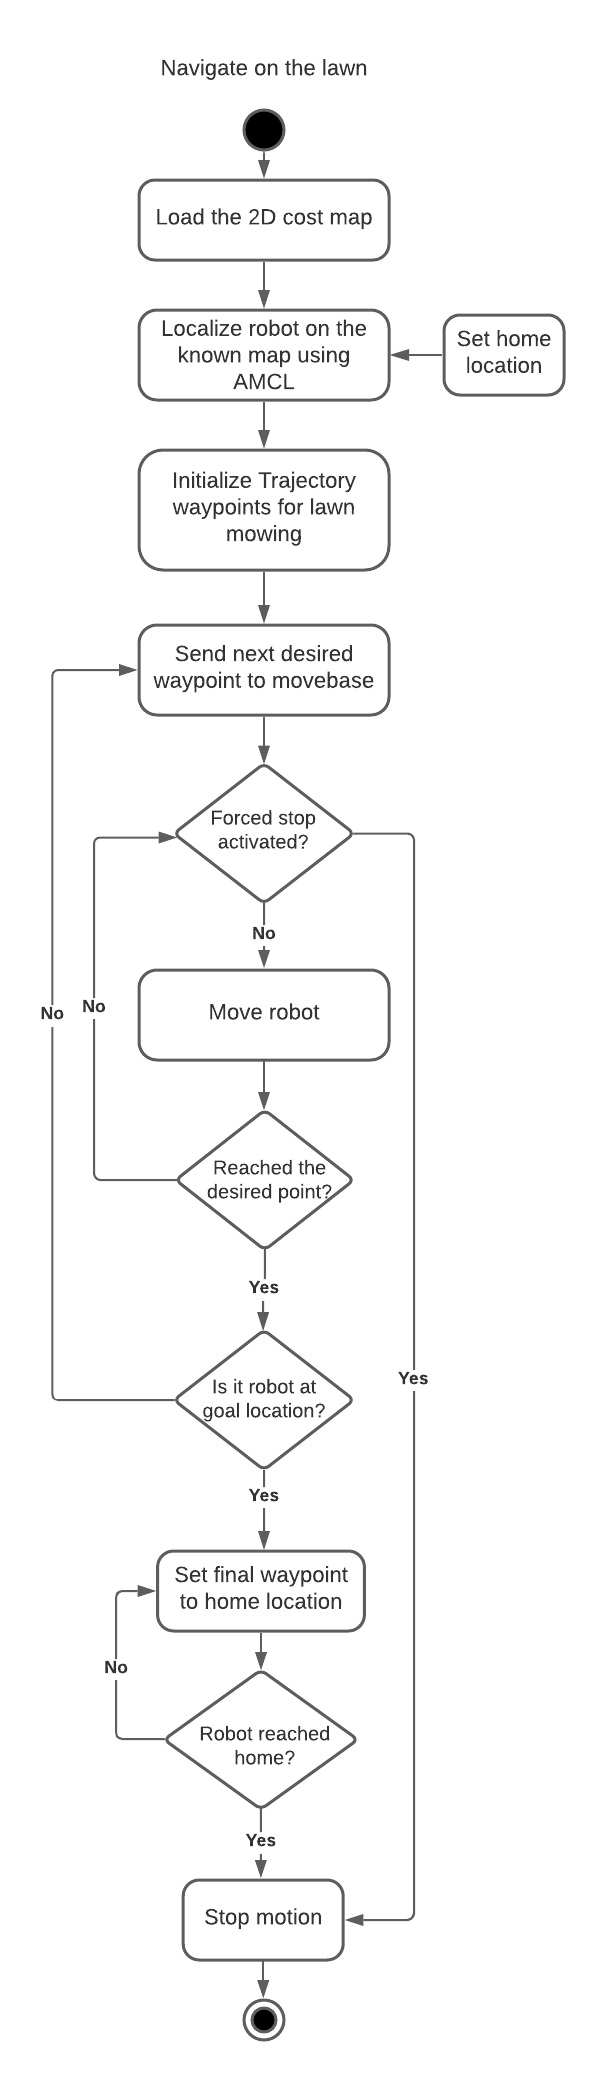 Navigate on the lawn
Load the 2D cost map
Localize robot on the
known map using
AMCL
Set home
location
Initialize Trajectory
waypoints for lawn
mowing
Send next desired
waypoint to movebase
Forced stop
activated?
No
Move robot
No
No
Reached the
desired point?
Yes
Is it robot at
goal location?
Yes
Yes
Set final waypoint
to home location
No
Robot reached
home?
Yes
Stop motion